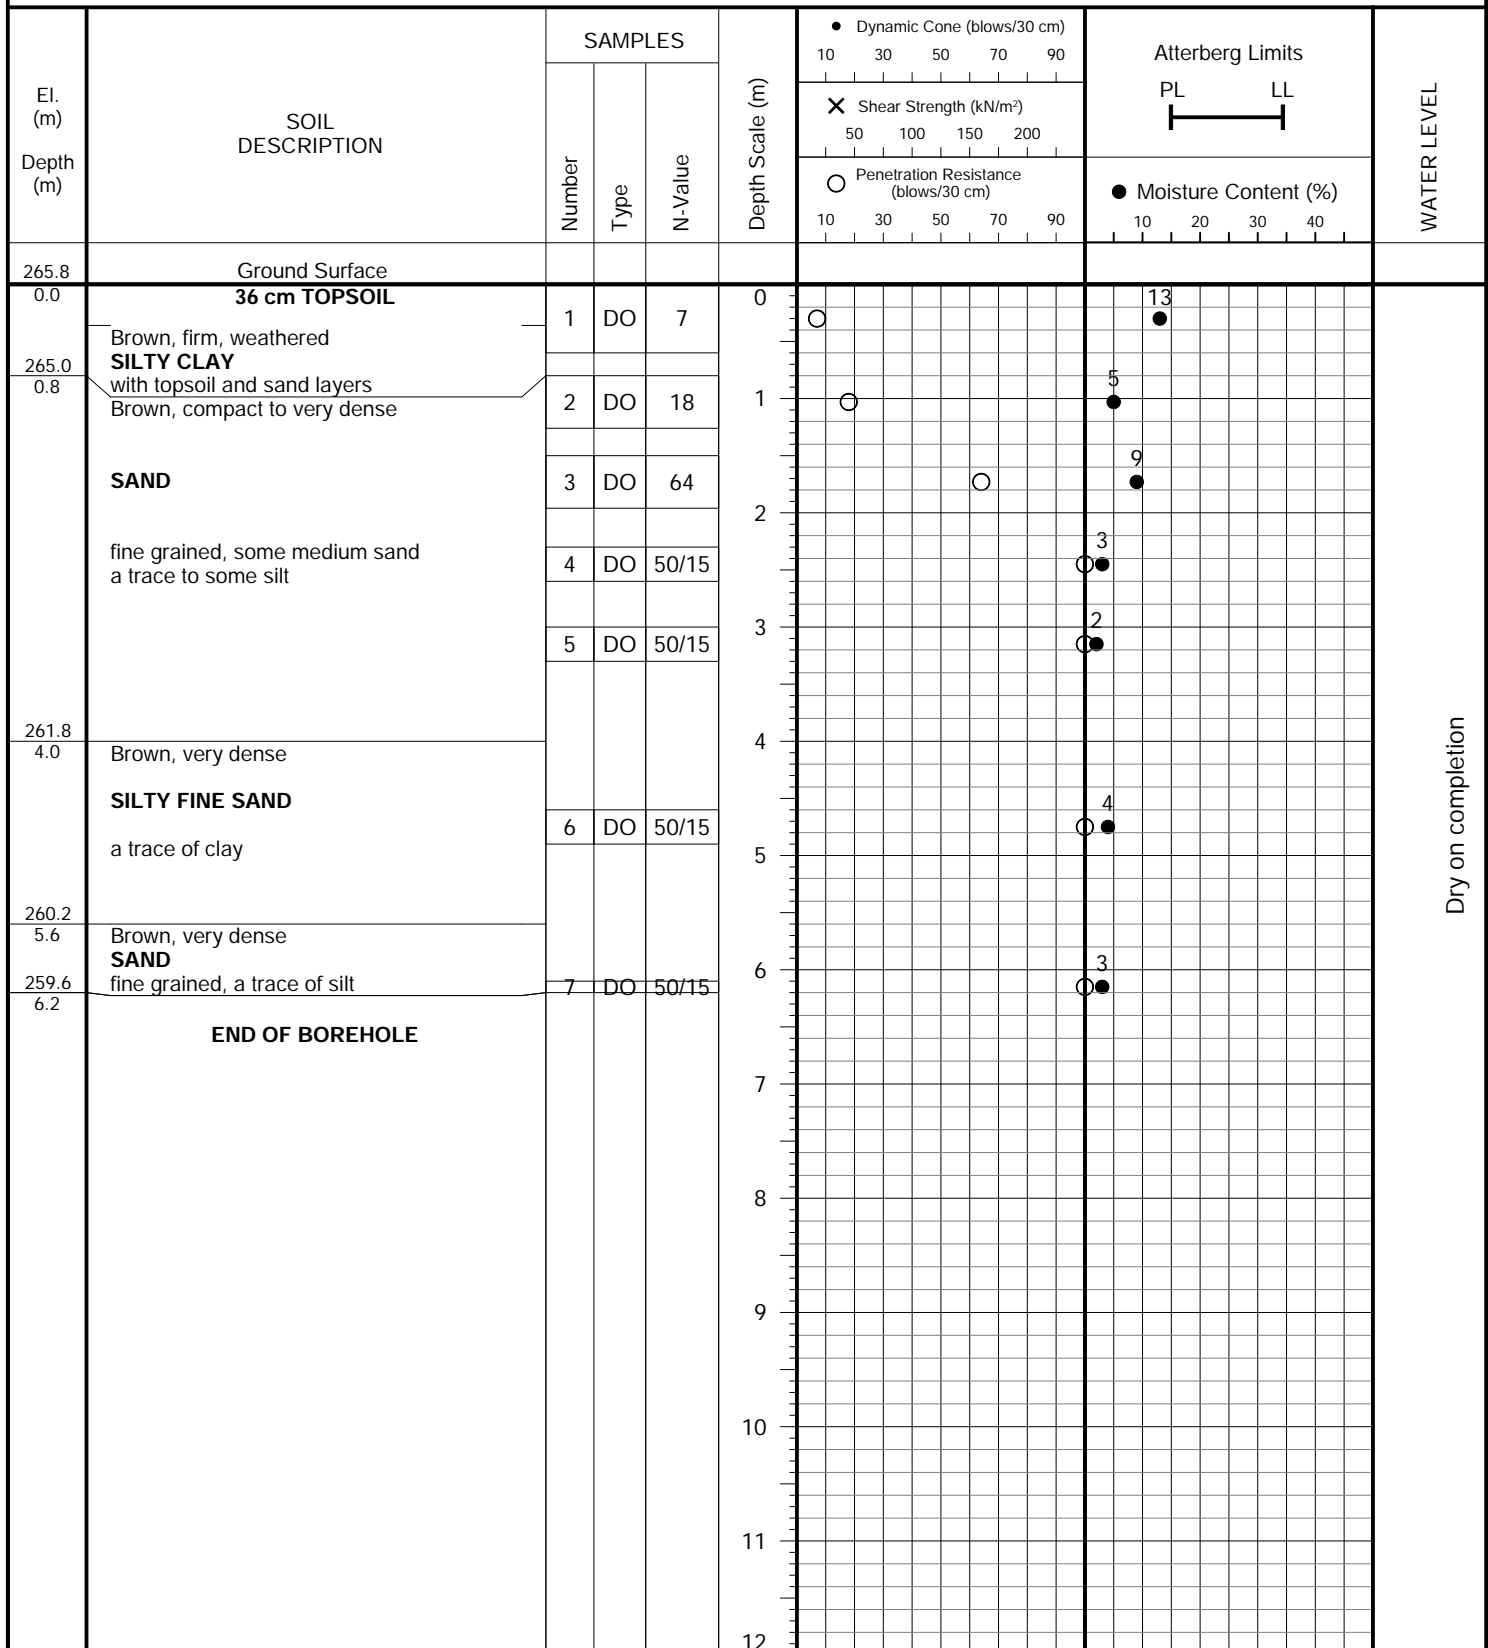 El.
(m)
Depth
(m)
SOIL
DESCRIPTION
SAMPLES
Number
Type
N-Value
Depth Scale (m)
Dynamic Cone (blows/30 cm)
10 30 50 70 90
Shear Strength (kN/m²)
50 100 150 200
Penetration Resistance
(blows/30 cm)
10 30 50 70 90
Atterberg Limits
PL LL
Moisture Content (%)
10 20 30 40
WATER LEVEL
265.8 Ground Surface
0.0 36 cm TOPSOIL 0 13
1 DO 7
Brown, firm, weathered
265.0 SILTY CLAY
0.8 with topsoil and sand layers 5
Brown, compact to very dense 2 DO 18 1
9
SAND 3 DO 64
2
3
fine grained, some medium sand
4 DO 50/15
a trace to some silt
2
3
5 DO 50/15
261.8
4.0 Brown, very dense 4
SILTY FINE SAND 4
6 DO 50/15
a trace of clay 5
Dry on completion
260.2
5.6 Brown, very dense
SAND 3
259.6 fine grained, a trace of silt 7 DO 50/15 6
6.2
END OF BOREHOLE
7
8
9
10
11
12